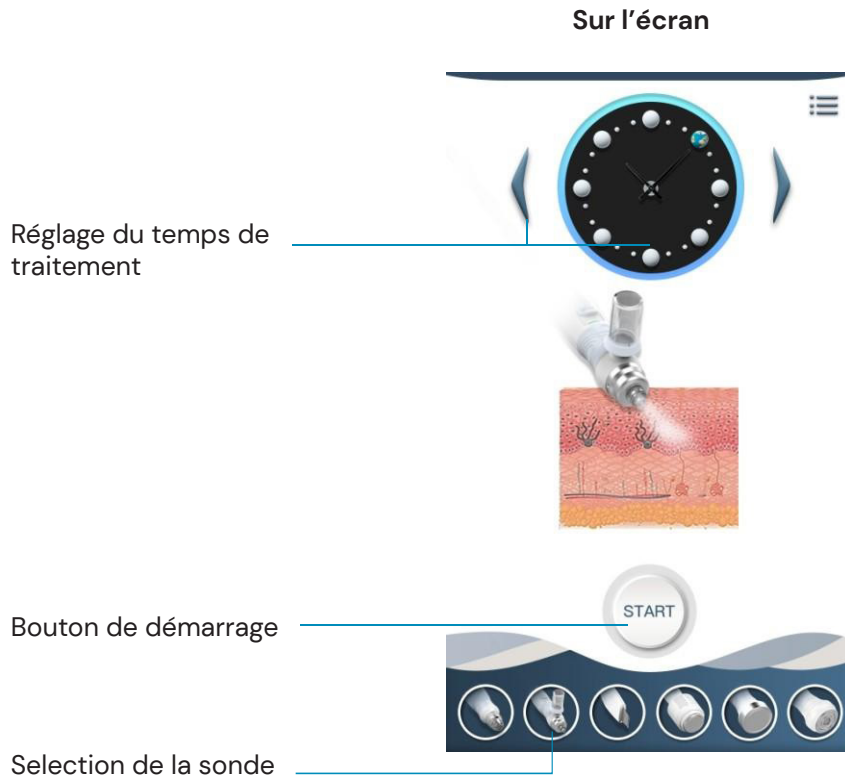 Sur l’écran
Réglage du temps de
traitement
START
Bouton de démarrage
Selection de la sonde